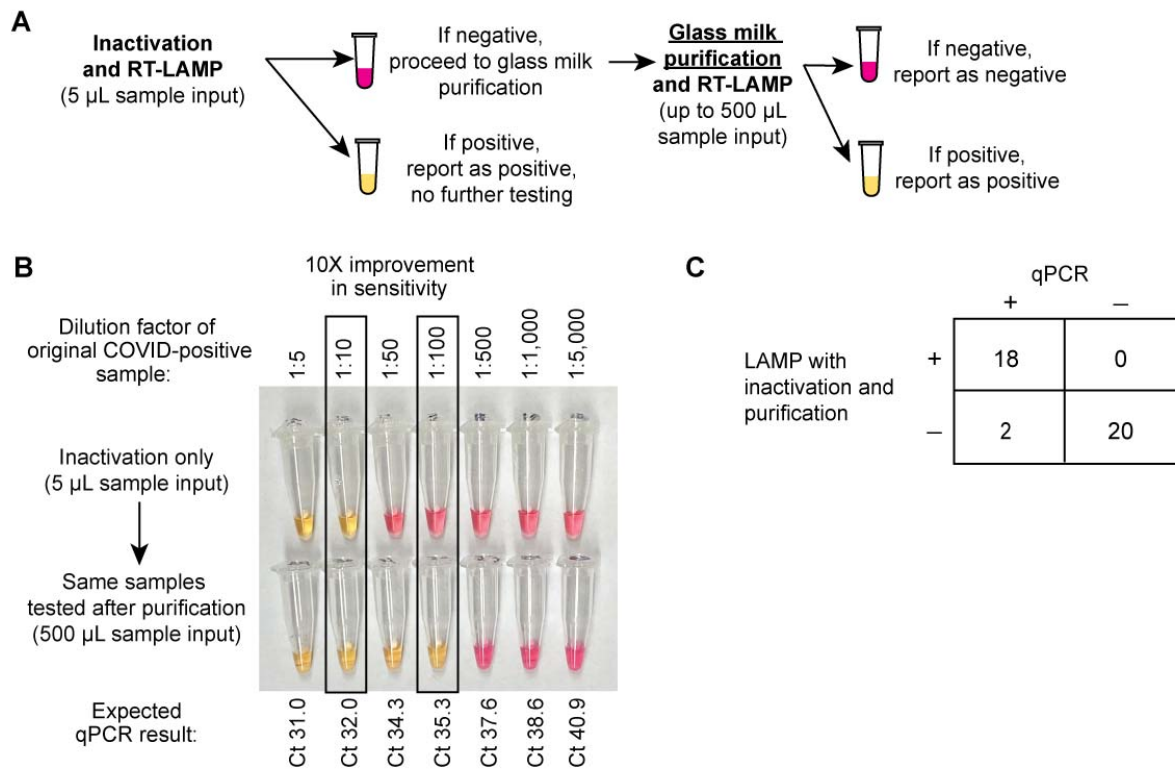 A
Inactivation
and RT-LAMP
(5 µL sample input)
If negative,
proceed to glass milk
purification
If positive,
report as positive,
no further testing
Glass milk
purification
and RT-LAMP
(up to 500 µL
sample input)
If negative,
report as negative
If positive,
report as positive
B
10X improvement
in sensitivity
Dilution factor of
original COVID-positive
sample:
1:5
1:10
1:50
1:100
1:500
1:1,000
1:5,000
Inactivation only
(5 µL sample input)
Same samples
tested after purification
(500 µL sample input)
Expected
qPCR result:
Ct 31.0
Ct 32.0
Ct 34.3
Ct 35.3
Ct 37.6
Ct 38.6
Ct 40.9
C
qPCR
+ –
LAMP with
inactivation and
purification
+ 18 0
– 2 20